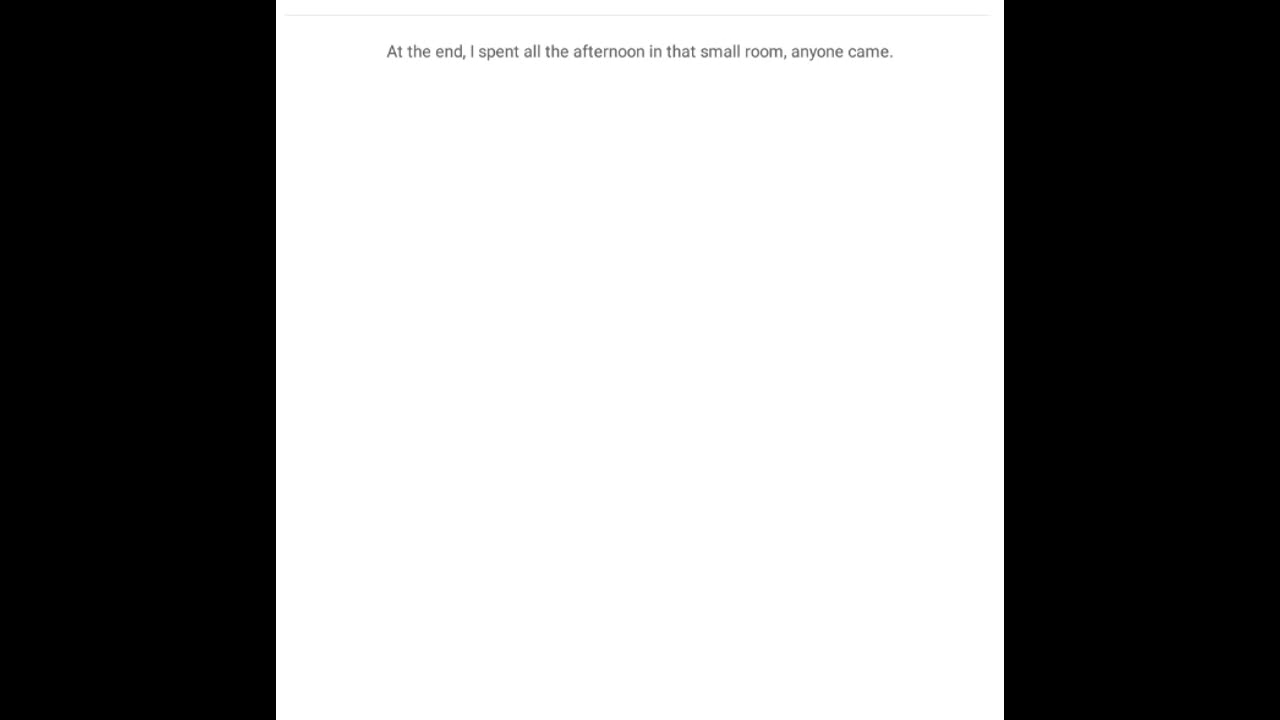 At the end, I spent all the afternoon in that small room, anyone came.